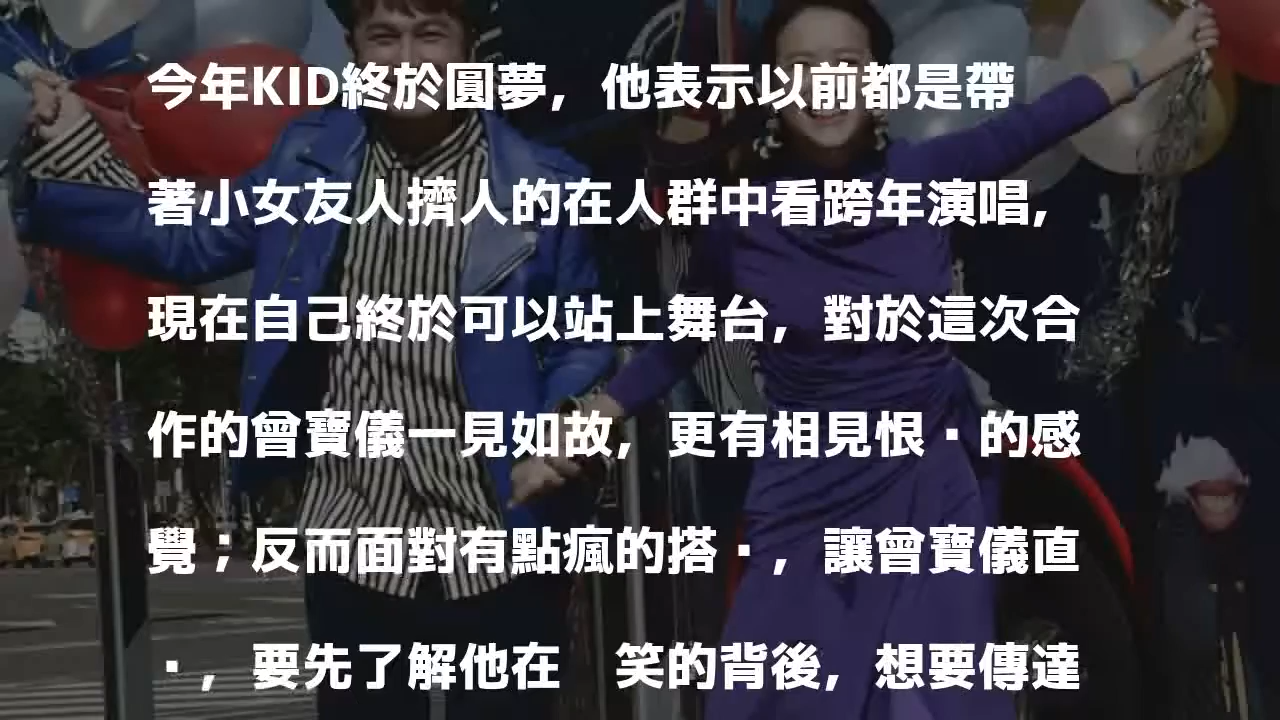 今年KID終於圓夢，他表示以前都是帶
著小女友人擠人的在人群中看跨年演唱，
現在自己終於可以站上舞台，對於這次合
作的曾寶儀一見如故，更有相見恨▪的感
覺；反而面對有點瘋的搭▪，讓曾寶儀直
▪，要先了解他在　笑的背後，想要傳達